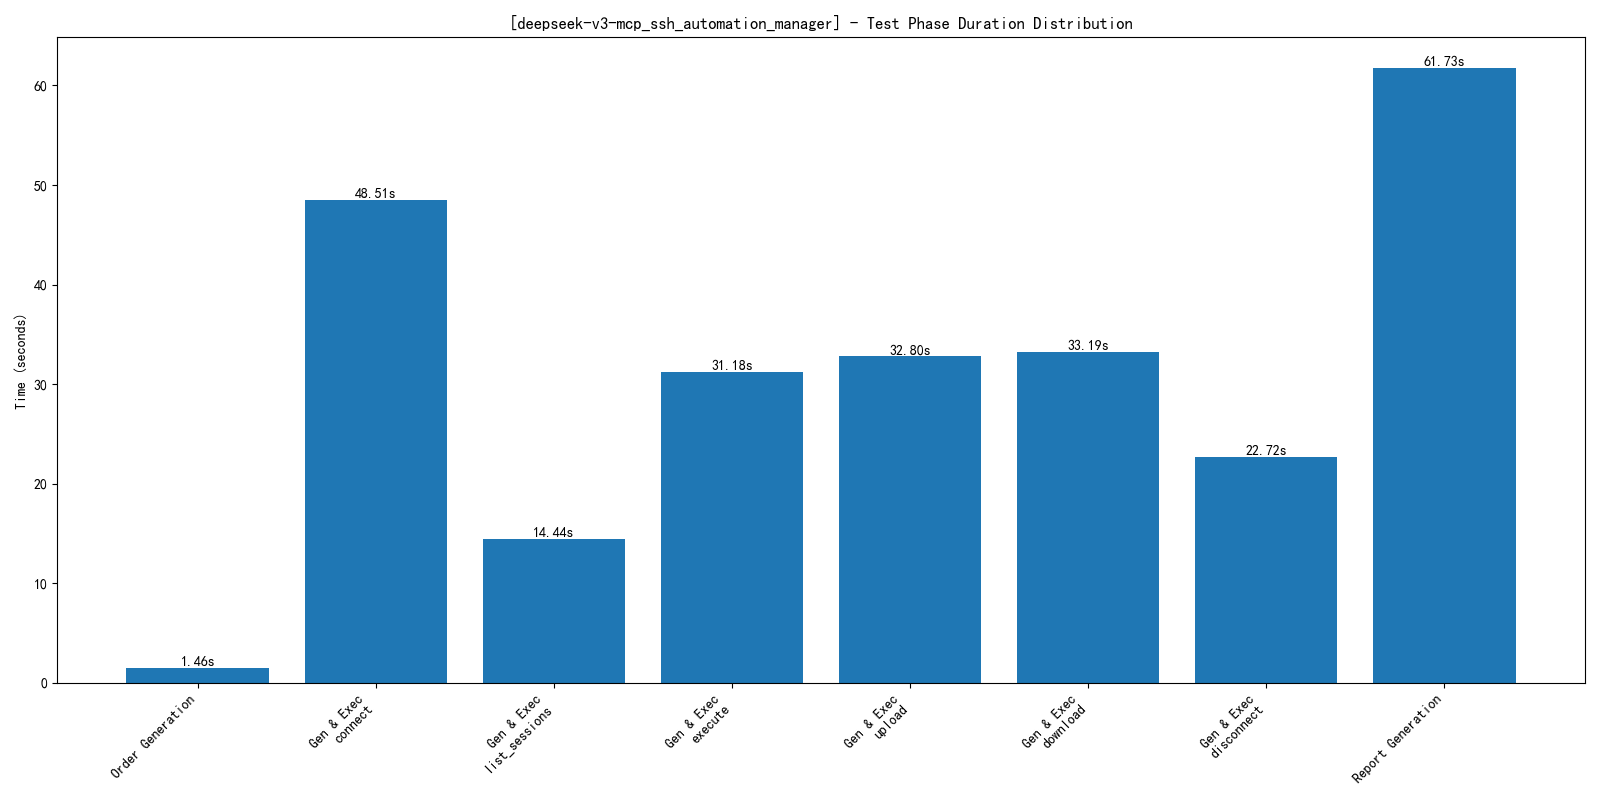 [deepseek-v3-mcp_ssh_automation_manager] - Test Phase Duration Distribution
Time (seconds)
60
50
40
30
20
10
0
1.46s
48.51s
14.44s
31.18s
32.80s
33.19s
22.72s
61.73s
Order Generation
Gen & Exec
connect
Gen & Exec
list_sessions
Gen & Exec
execute
Gen & Exec
upload
Gen & Exec
download
Gen & Exec
disconnect
Report Generation